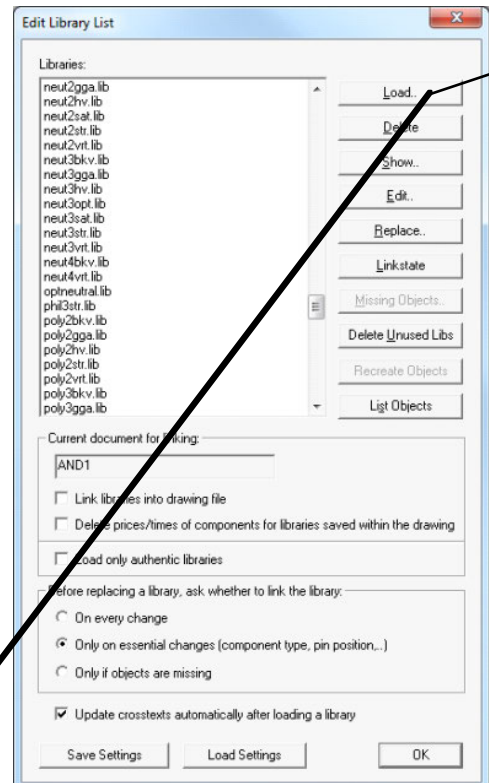 Edit Library List
Libraries:
neut2gga.lib
neut2hv.lib
neut2sat.lib
neut2str.lib
neut2vrt.lib
neut3bkv.lib
neut3gga.lib
neut3hv.lib
neut3opt.lib
neut3sat.lib
neut3str.lib
neut3vrt.lib
neut4bkv.lib
neut4vrt.lib
optneutral.lib
phil3str.lib
poly2bkv.lib
poly2gga.lib
poly2hv.lib
poly2str.lib
poly2vrt.lib
poly3bkv.lib
poly3gga.lib
Load..
Delete
Show..
Edit..
Replace..
Linkstate
Missing Objects..
Delete Unused Libs
Recreate Objects
List Objects
Current document for linking:
AND1
Link libraries into drawing file
Delete prices/times of components for libraries saved within the drawing
Load only authentic libraries
Before replacing a library, ask whether to link the library:
On every change
Only on essential changes (component type, pin position,..)
Only if objects are missing
Update crosstexts automatically after loading a library
Save Settings
Load Settings
OK